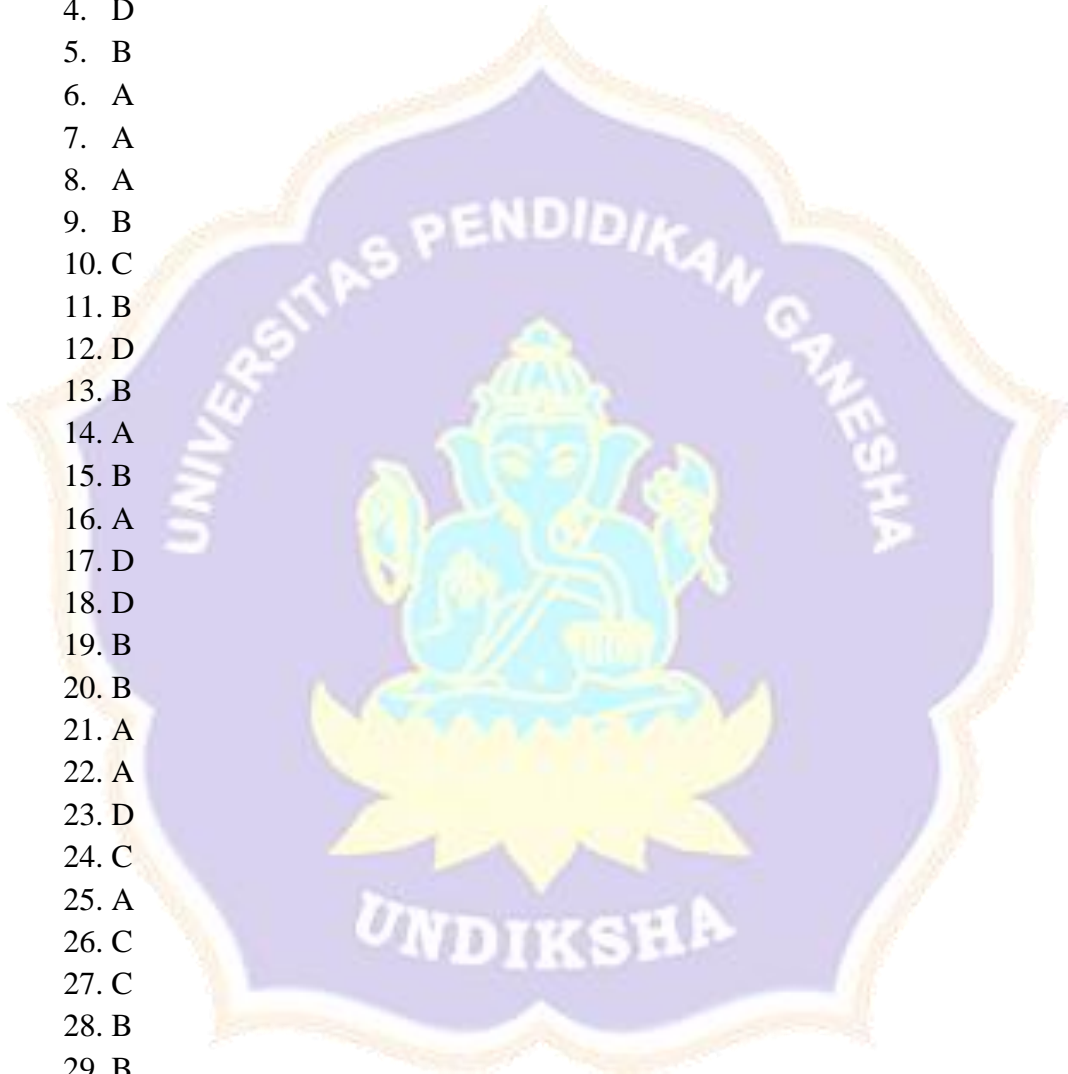 4. D
5. B
6. A
7. A
8. A
9. B
10. C
11. B
12. D
13. B
14. A
15. B
16. A
17. D
18. D
19. B
20. B
21. A
22. A
23. D
24. C
25. A
26. C
27. C
28. B
29. B
UNIVERSITAS PENDIDIKAN GANESHA
UNDIKSHA